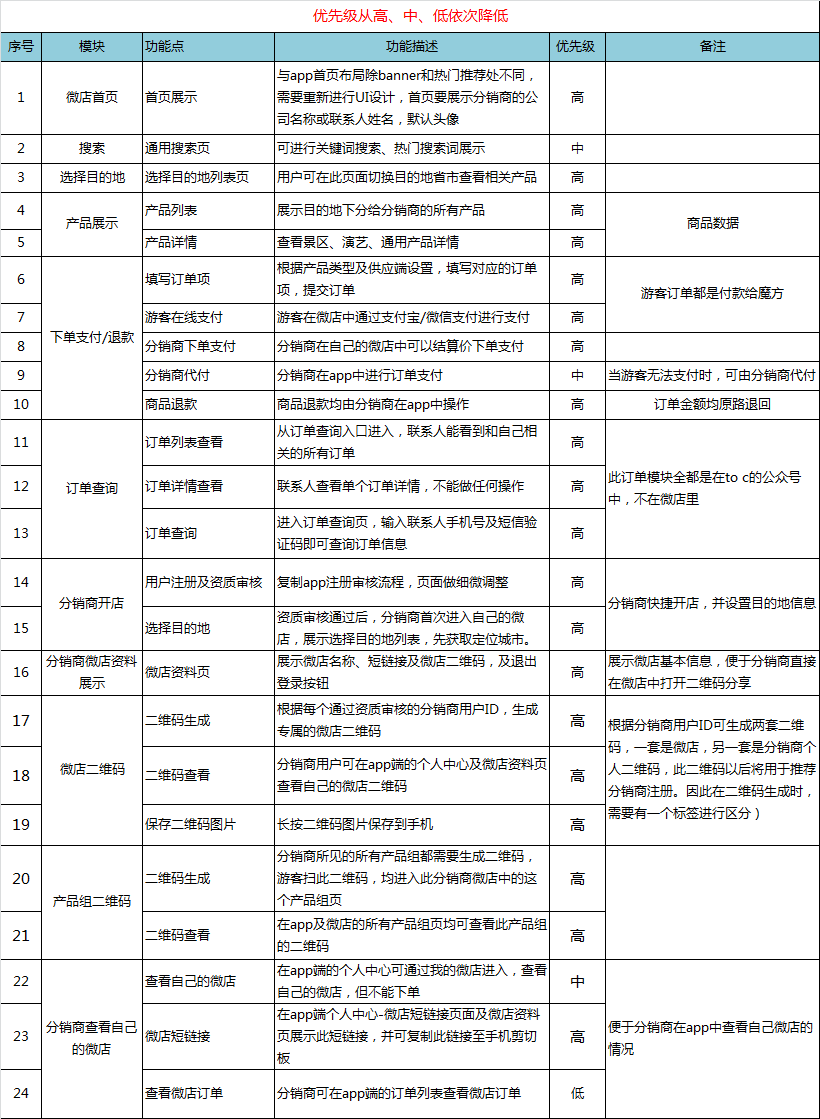 优先级从高、中、低依次降低
序号 模块 功能点 功能描述 优先级 备注
1 微店首页 首页展示 与app首页布局除banner和热门推荐处不同，
需要重新进行UI设计，首页要展示分销商的公
司名称或联系人姓名，默认头像 高
2 搜索 通用搜索页 可进行关键词搜索、热门搜索词展示 中
3 选择目的地 选择目的地列表页 用户可在此页面切换目的地省市查看相关产品 高
产品展示
4 产品列表 展示目的地下分给分销商的所有产品 高
商品数据
5 产品详情 查看景区、演艺、通用产品详情 高
下单支付/退款
6 填写订单项 根据产品类型及供应端设置，填写对应的订单
项，提交订单 高
游客订单都是付款给魔方
7 游客在线支付 游客在微店中通过支付宝/微信支付进行支付 高
8 分销商下单支付 分销商在自己的微店中可以结算价下单支付 高
9 分销商代付 分销商在app中进行订单支付 中 当游客无法支付时，可由分销商代付
10 商品退款 商品退款均由分销商在app中操作 高 订单金额均原路退回
订单查询
11 订单列表查看 从订单查询入口进入，联系人能看到和自己相
关的所有订单 高
12 订单详情查看 联系人查看单个订单详情，不能做任何操作 高
此订单模块全都是在to c的公众号
中，不在微店里
13 订单查询 进入订单查询页，输入联系人手机号及短信验
证码即可查询订单信息 高
分销商开店
14 用户注册及资质审核 复制app注册审核流程，页面做细微调整 高
分销商快捷开店，并设置目的地信息
15 选择目的地 资质审核通过后，分销商首次进入自己的微
店，展示选择目的地列表，先获取定位城市。 高
16 分销商微店资料
展示 微店资料页 展示微店名称、短链接及微店二维码，及退出
登录按钮 高 展示微店基本信息，便于分销商直接
在微店中打开二维码分享
微店二维码
17 二维码生成 根据每个通过资质审核的分销商用户ID，生成
专属的微店二维码 高
根据分销商用户ID可生成两套二维
码，一套是微店，另一套是分销商个
人二维码，此二维码以后将用于推荐
分销商注册。因此在二维码生成时，
需要有一个标签进行区分）
18 二维码查看 分销商用户可在app端的个人中心及微店资料页
查看自己的微店二维码 高
19 保存二维码图片 长按二维码图片保存到手机 高
产品组二维码
20 二维码生成 分销商所见的所有产品组都需要生成二维码，
游客扫此二维码，均进入此分销商微店中的这
个产品组页 高
21 二维码查看 在app及微店的所有产品组页均可查看此产品组
的二维码 高
分销商查看自己
的微店
22 查看自己的微店 在app端的个人中心可通过我的微店进入，查看
自己的微店，但不能下单 中
23 微店短链接 在app端个人中心-微店短链接页面及微店资料
页展示此短链接，并可复制此链接至手机剪切
板 高
便于分销商在app中查看自己微店的
情况
24 查看微店订单 分销商可在app端的订单列表查看微店订单 低